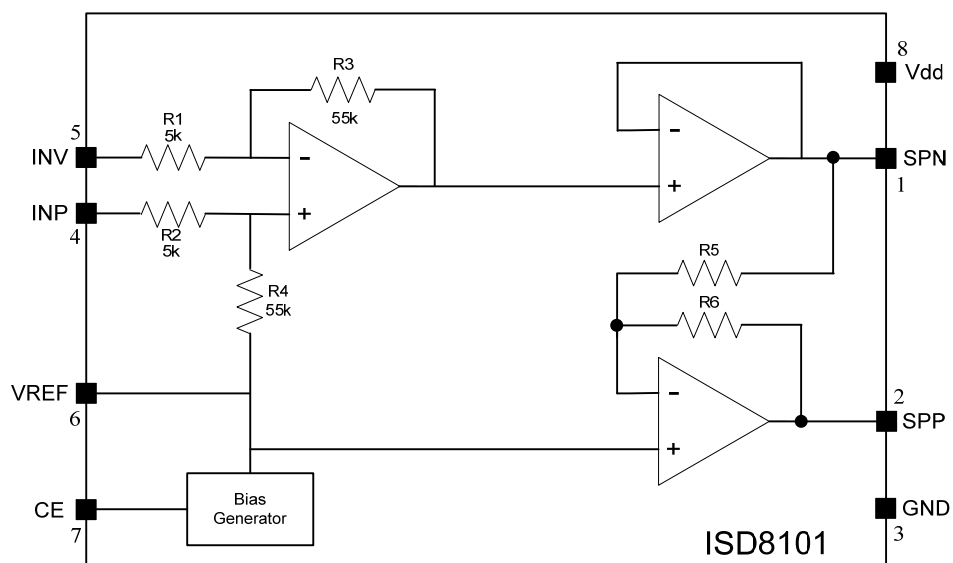 8
Vdd
R3
55k
5
INV
R1
5k
-
-
SPN
1
INP
4
R2
5k
+
+
R5
R4
55k
R6
VREF
6
-
2
SPP
+
CE
7
Bias
Generator
GND
3
ISD8101